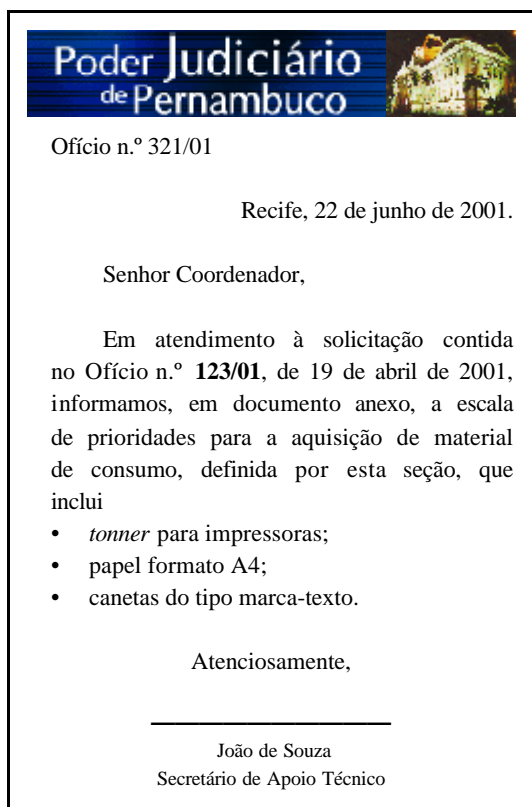 Poder Judiciário
de Pernambuco
Ofício n.º 321/01
Recife, 22 de junho de 2001.
Senhor Coordenador,
Em atendimento à solicitação contida
no Ofício n.º 123/01, de 19 de abril de 2001,
informamos, em documento anexo, a escala
de prioridades para a aquisição de material
de consumo, definida por esta seção, que
inclui
• tonner para impressoras;
• papel formato A4;
• canetas do tipo marca-texto.
Atenciosamente,
João de Souza
Secretário de Apoio Técnico